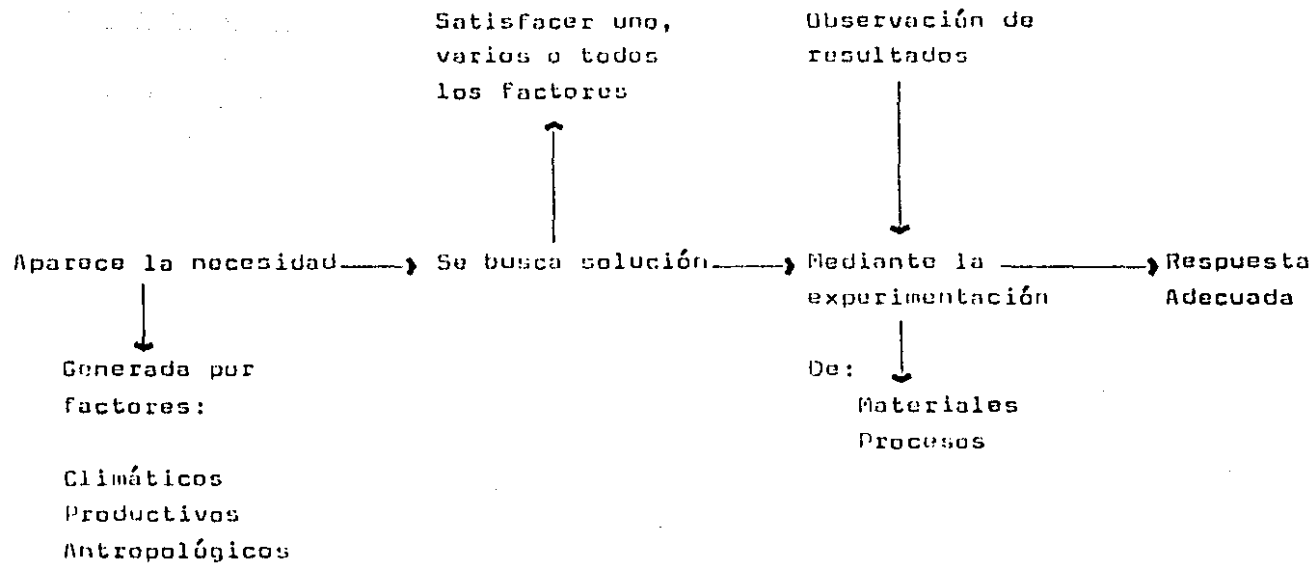 Satisfacer uno,
varios o todos
los factores
Observación de
resultados
Aparece la necesidad
Se busca solución
Mediante la
experimentación
Respuesta
Adecuada
Generada por
factores:
Climáticos
Productivos
Antropológicos
De:
Materiales
Procesos